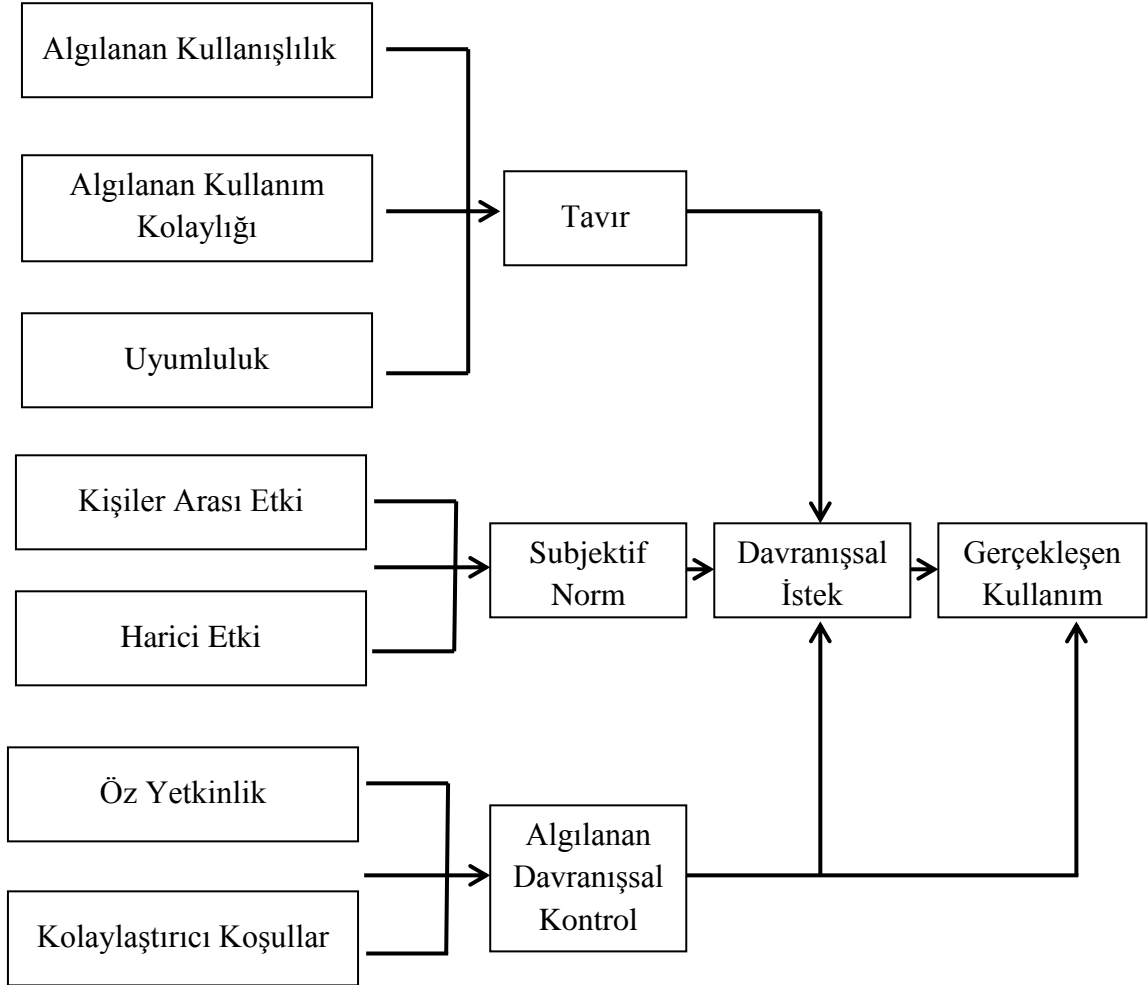 Algılanan Kullanışlılık
Algılanan Kullanım
Kolaylığı
Uyumluluk
Tavır
Kişiler Arası Etki
Harici Etki
Subjektif
Norm
Davranışsal
İstek
Gerçekleşen
Kullanım
Öz Yetkinlik
Kolaylaştırıcı Koşullar
Algılanan
Davranışsal
Kontrol